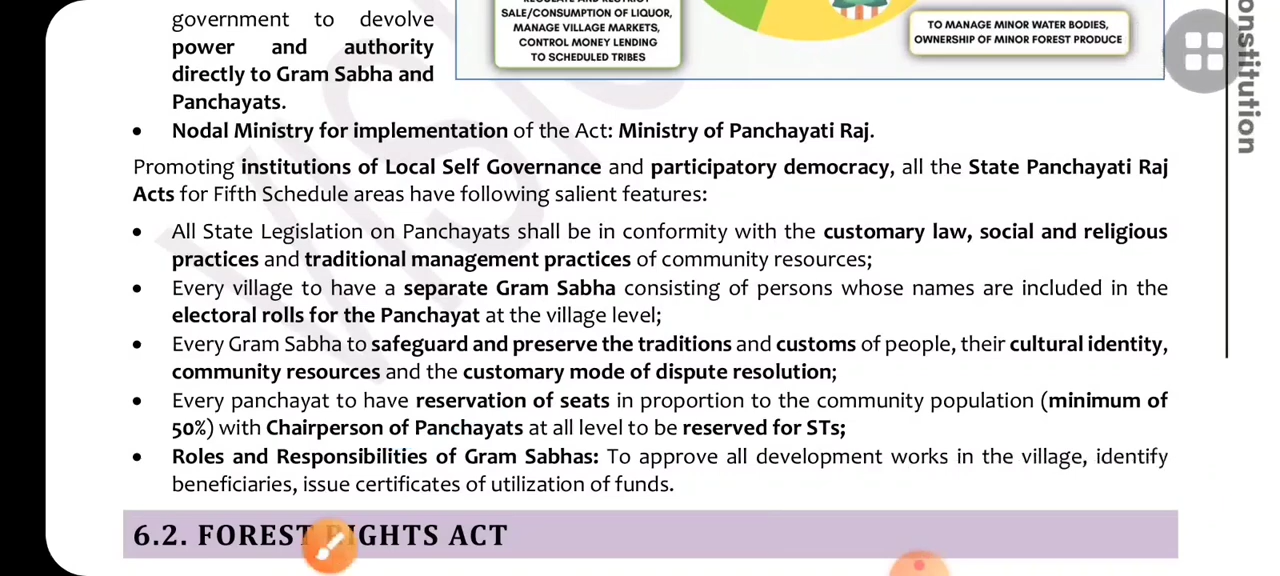 government to devolve
power and authority
directly to Gram Sabha and
Panchayats.
SALE/CONSUMPTION OF LIQUOR,
MANAGE VILLAGE MARKETS,
CONTROL MONEY LENDING
TO SCHEDULED TRIBES
TO MANAGE MINOR WATER BODIES,
OWNERSHIP OF MINOR FOREST PRODUCE
• Nodal Ministry for implementation of the Act: Ministry of Panchayati Raj.
Promoting institutions of Local Self Governance and participatory democracy, all the State Panchayati Raj
Acts for Fifth Schedule areas have following salient features:
• All State Legislation on Panchayats shall be in conformity with the customary law, social and religious
practices and traditional management practices of community resources;
• Every village to have a separate Gram Sabha consisting of persons whose names are included in the
electoral rolls for the Panchayat at the village level;
• Every Gram Sabha to safeguard and preserve the traditions and customs of people, their cultural identity,
community resources and the customary mode of dispute resolution;
• Every panchayat to have reservation of seats in proportion to the community population (minimum of
50%) with Chairperson of Panchayats at all level to be reserved for STs;
• Roles and Responsibilities of Gram Sabhas: To approve all development works in the village, identify
beneficiaries, issue certificates of utilization of funds.
6.2. FOREST RIGHTS ACT
onstitution